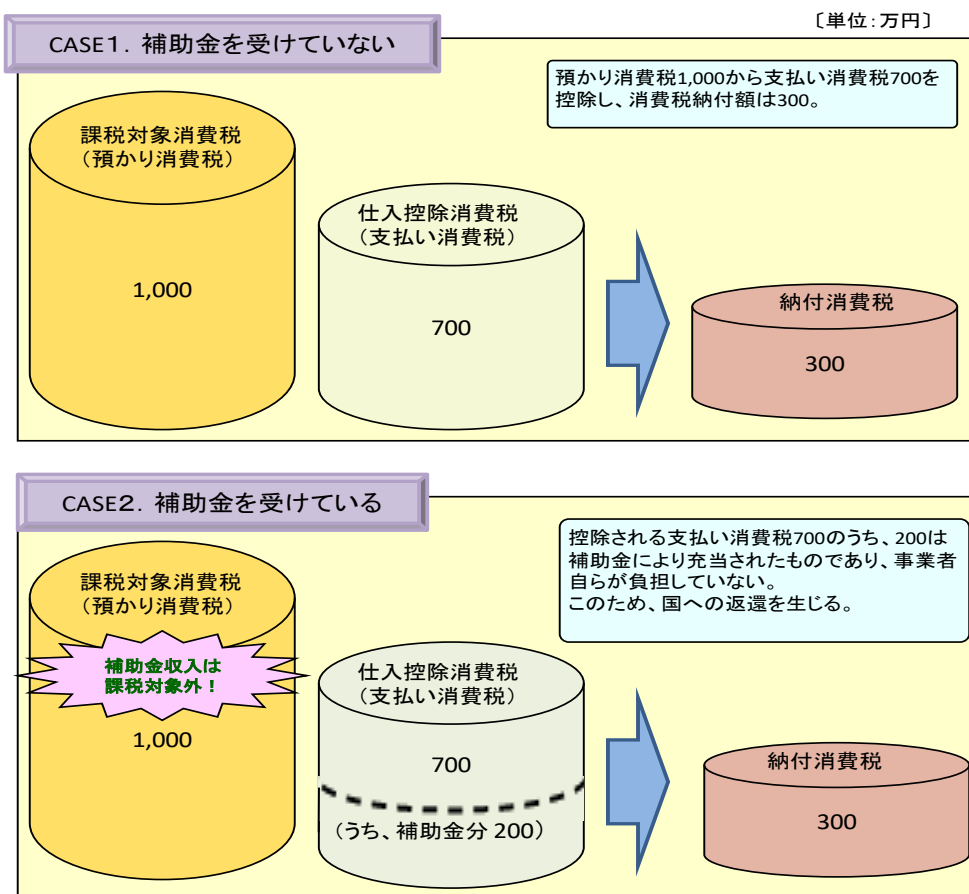 〔単位:万円〕
CASE1. 補助金を受けていない
預かり消費税1,000から支払い消費税700を
控除し、消費税納付額は300。
課税対象消費税
(預かり消費税)
1,000
仕入控除消費税
(支払い消費税)
700
納付消費税
300
CASE2. 補助金を受けている
控除される支払い消費税700のうち、200は
補助金により充当されたものであり、事業者
自らが負担していない。
このため、国への返還を生じる。
課税対象消費税
(預かり消費税)
補助金収入は
課税対象外!
1,000
仕入控除消費税
(支払い消費税)
700
(うち、補助金分 200)
納付消費税
300